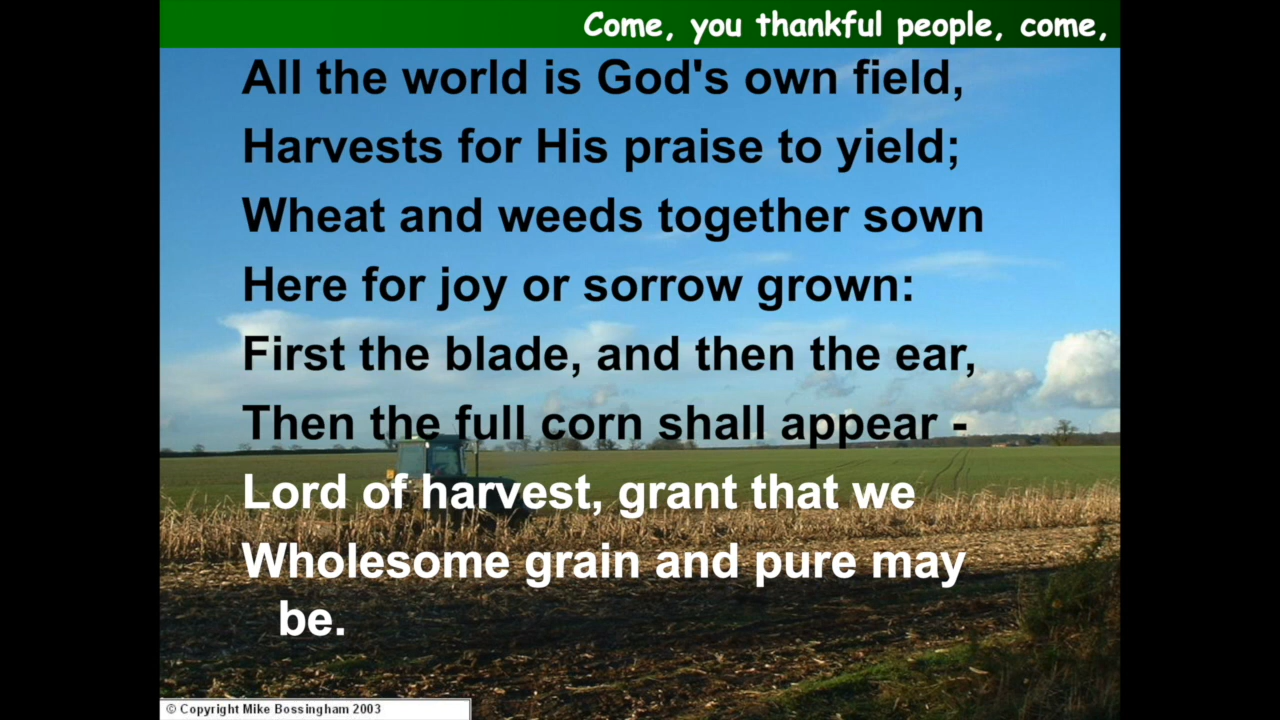 Come, you thankful people, come,
All the world is God's own field,
Harvests for His praise to yield;
Wheat and weeds together sown
Here for joy or sorrow grown:
First the blade, and then the ear,
Then the full corn shall appear -
Lord of harvest, grant that we
Wholesome grain and pure may
be.
© Copyright Mike Bossingham 2003